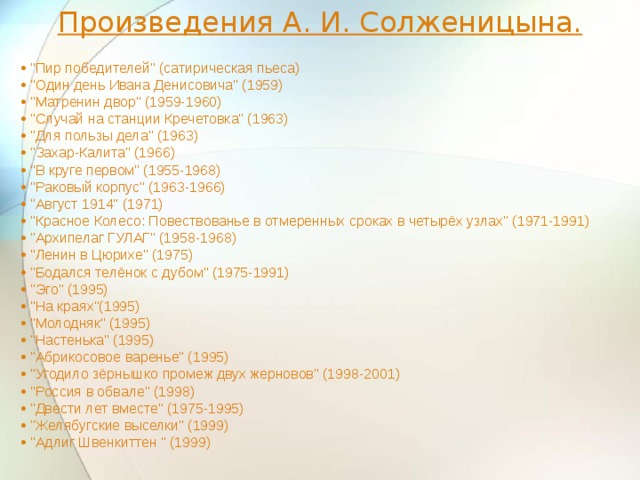 Произведения А. И. Солженицына.
• "Пир победителей" (сатирическая пьеса)
• "Один день Ивана Денисовича" (1959)
• "Матренин двор" (1959-1960)
• "Случай на станции Кречетовка" (1963)
• "Для пользы дела" (1963)
• "Захар-Калита" (1966)
• "В круге первом" (1955-1968)
• "Раковый корпус" (1963-1966)
• "Август 1914" (1971)
• "Красное Колесо: Повествованье в отмеренных сроках в четырёх узлах" (1971-1991)
• "Архипелаг ГУЛАГ" (1958-1968)
• "Ленин в Цюрихе" (1975)
• "Бодался телёнок с дубом" (1975-1991)
• "Эго" (1995)
• "На краях"(1995)
• "Молодняк" (1995)
• "Настенька" (1995)
• "Абрикосовое варенье" (1995)
• "Угодило зёрнышко промеж двух жерновов" (1998-2001)
• "Россия в обвале" (1998)
• "Двести лет вместе" (1975-1995)
• "Желябугские выселки" (1999)
• "Адлиг Швенкиттен " (1999)